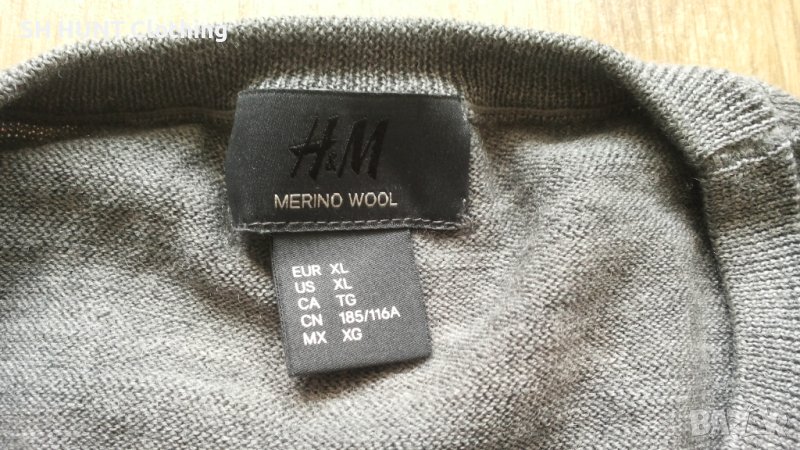 SH HUNT Clothing
H&M
MERINO WOOL
EUR XL
US XL
CA TG
CN 185/116A
MX XG